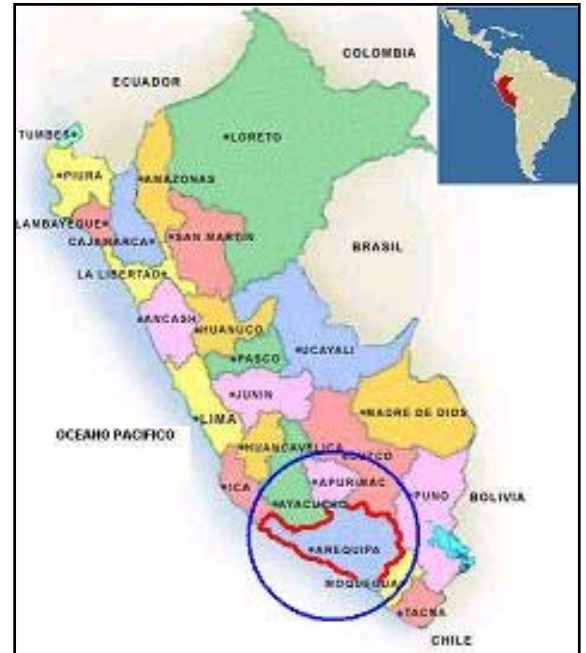 COLOMBIA
ECUADOR
TUMBES
LORETO
PIURA
AMAZONAS
LAMBAYEQUE
SAN MARTIN
CAJAMARCA
BRASIL
LA LIBERTAD
ANCASH
HUANUCO
UCAYALI
PASCO
JUNIN
MADRE DE DIOS
LIMA
OCEANO PACIFICO
HUANCAVELICA
CUZCO
ICA
APURIMAC
PUNO
BOLIVIA
AYACUCHO
AREQUIPA
MOQUEGUA
TACNA
CHILE